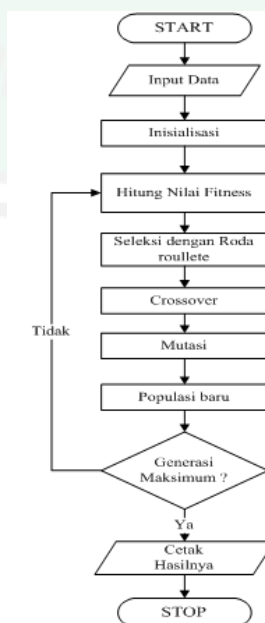 START
Input Data
Inisialisasi
Hitung Nilai Fitness
Seleksi dengan Roda
roullete
Crossover
Tidak
Mutasi
Populasi baru
Generasi
Maksimum ?
Ya
Cetak
Hasilnya
STOP